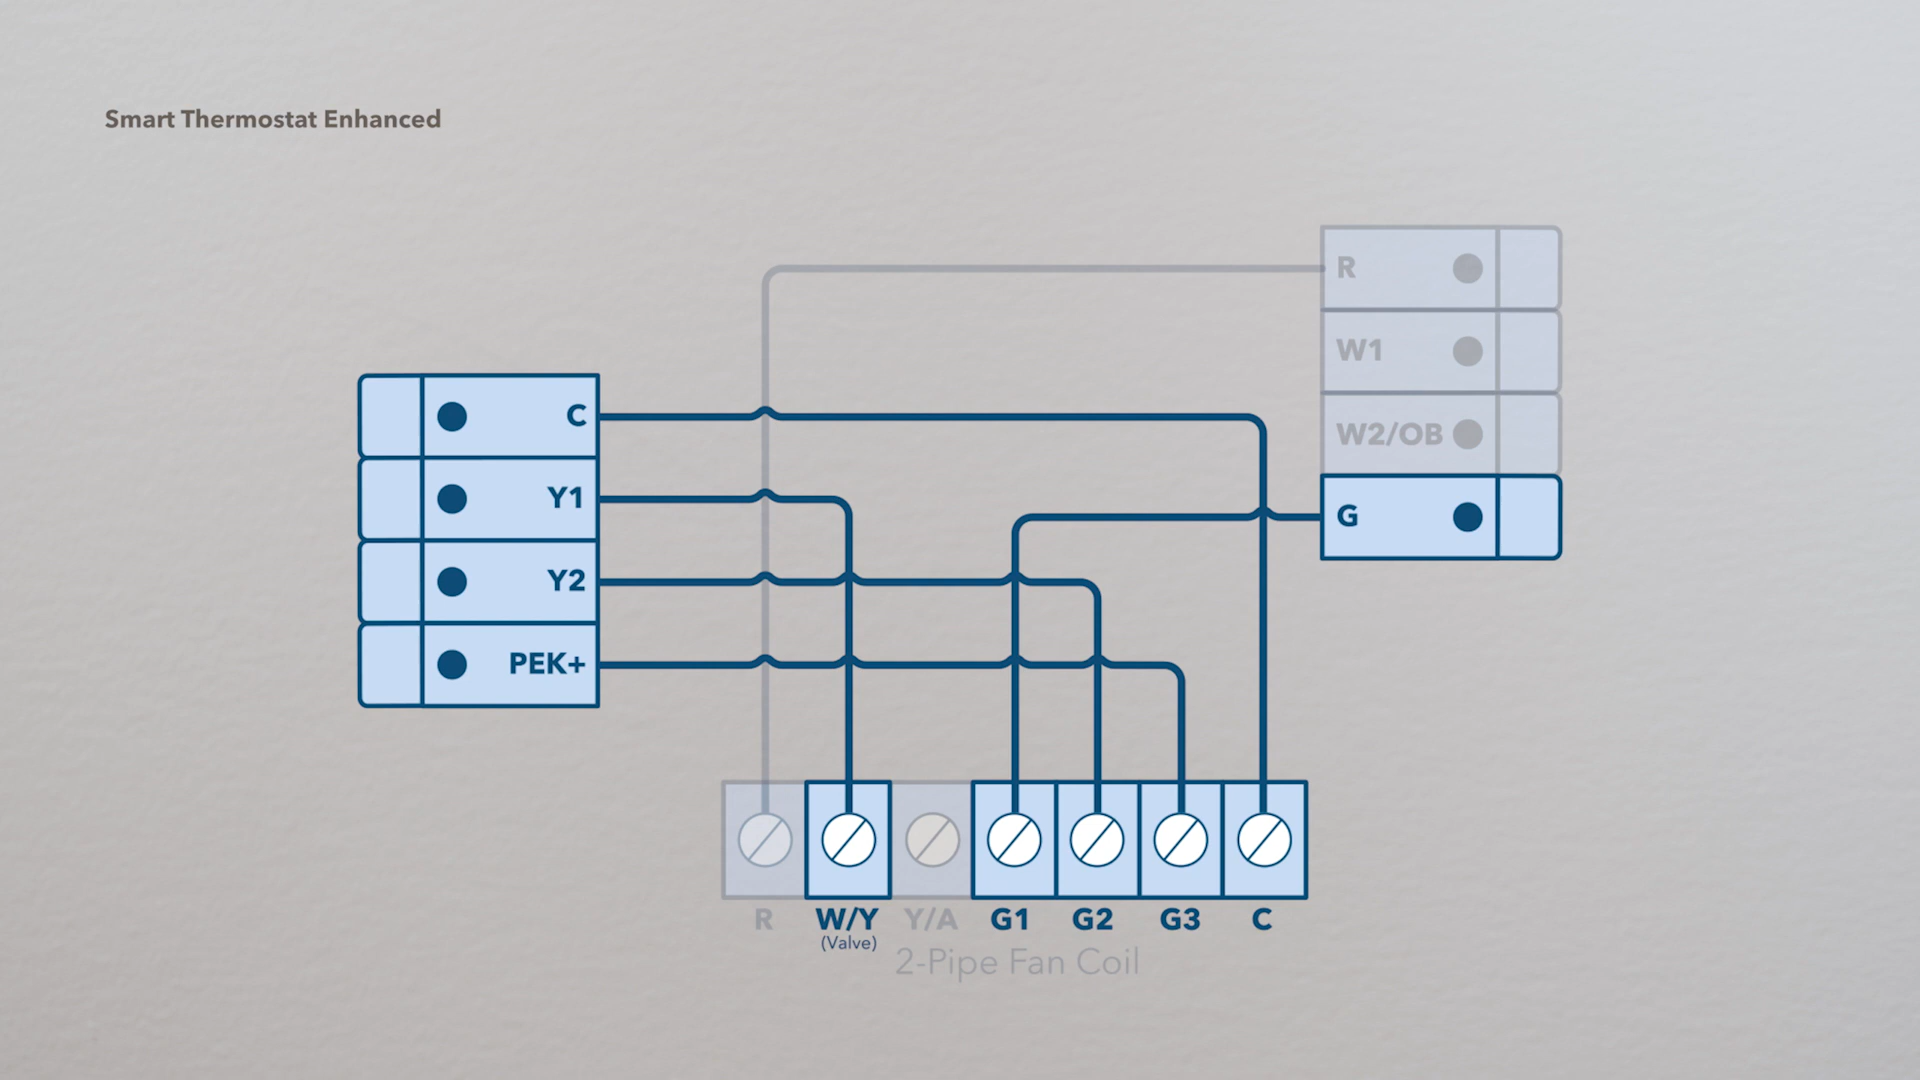 Smart Thermostat Enhanced
R
W1
W2/OB
G
C
Y1
Y2
PEK+
R
W/Y
(Valve)
Y/A
G1
G2
G3
C
2-Pipe Fan Coil